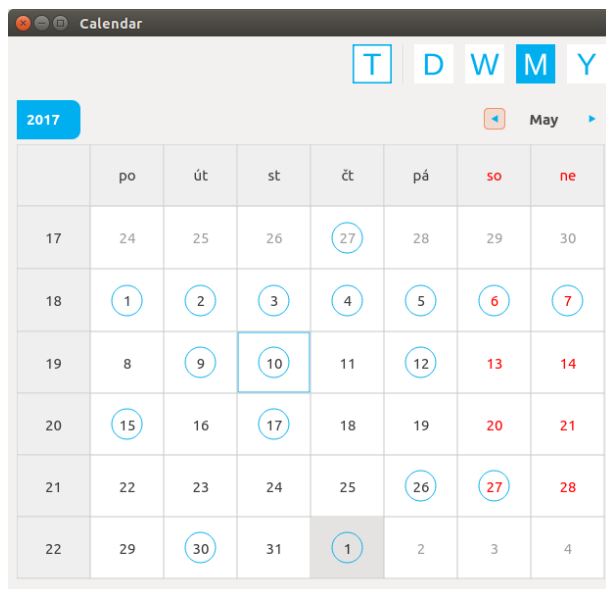 Calendar
T D W M Y
2017 May
po út st čt pá so ne
17 24 25 26 27 28 29 30
18 1 2 3 4 5 6 7
19 8 9 10 11 12 13 14
20 15 16 17 18 19 20 21
21 22 23 24 25 26 27 28
22 29 30 31 1 2 3 4